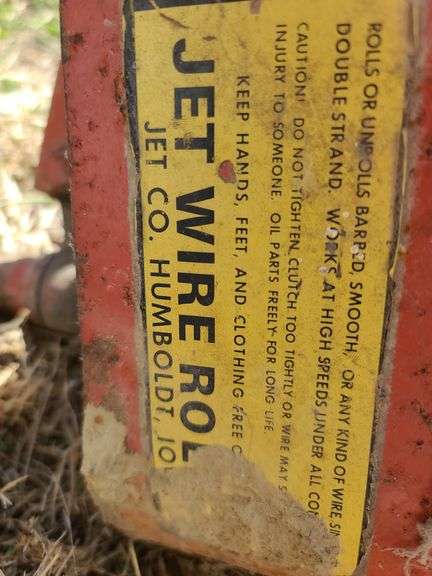 ROLLS OR UNROLLS BARBED, SMOOTH, OR ANY KIND OF WIRE,
DOUBLE STRAND. WORKS AT HIGH SPEEDS UNDER ALL
CAUTION! DO NOT TIGHTEN CLUTCH TOO TIGHTLY OR WIRE MAY
INJURY TO SOMEONE. OIL PARTS FREELY FOR LONG LIFE
KEEP HANDS, FEET, AND CLOTHING FREE
JET WIRE ROL
JET CO. HUMBOLDT, IO